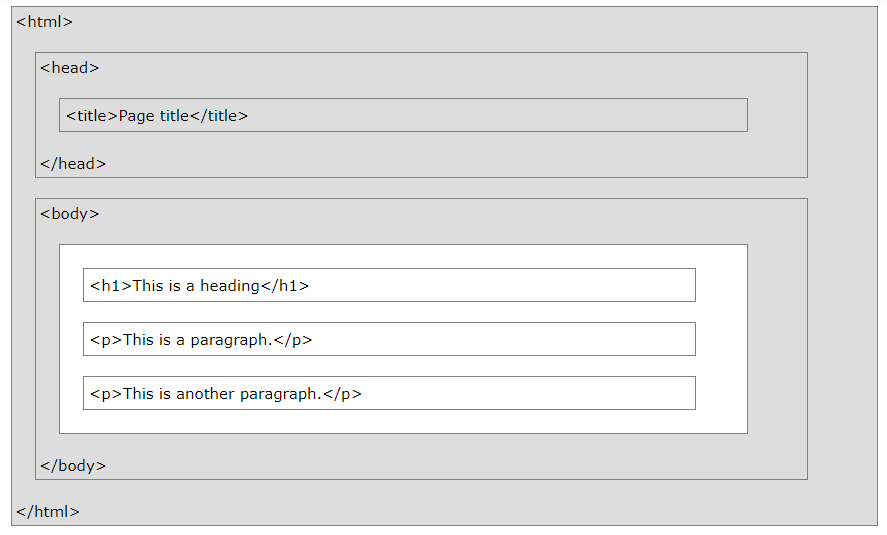 <html>
<head>
<title>Page title</title>
</head>
<body>
<h1>This is a heading</h1>
<p>This is a paragraph.</p>
<p>This is another paragraph.</p>
</body>
</html>